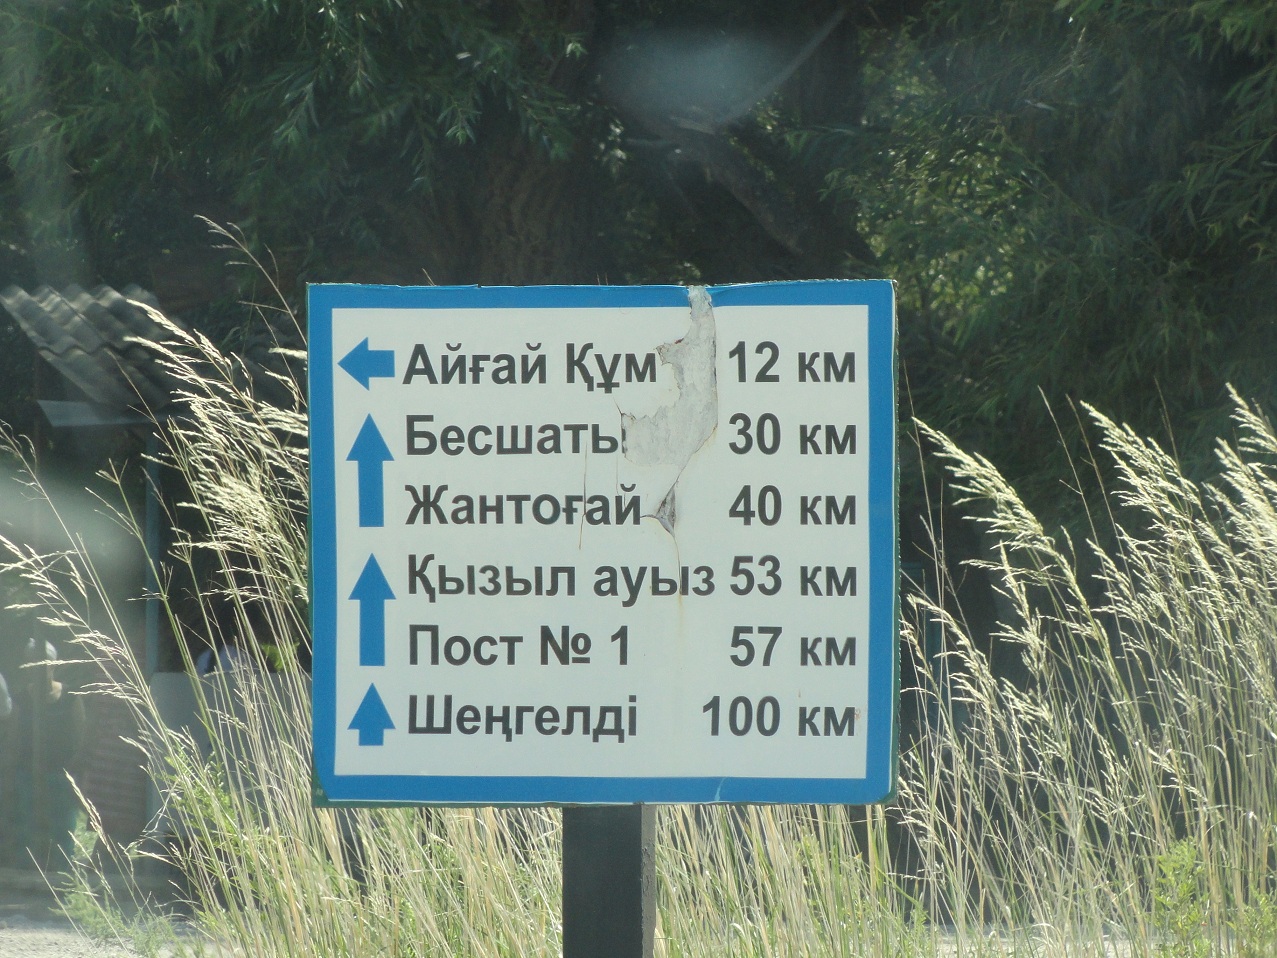 Айғай Құм 12 км
Бесшаты 30 км
Жантоғай 40 км
Қызыл ауыз 53 км
Пост № 1 57 км
Шеңгелді 100 км